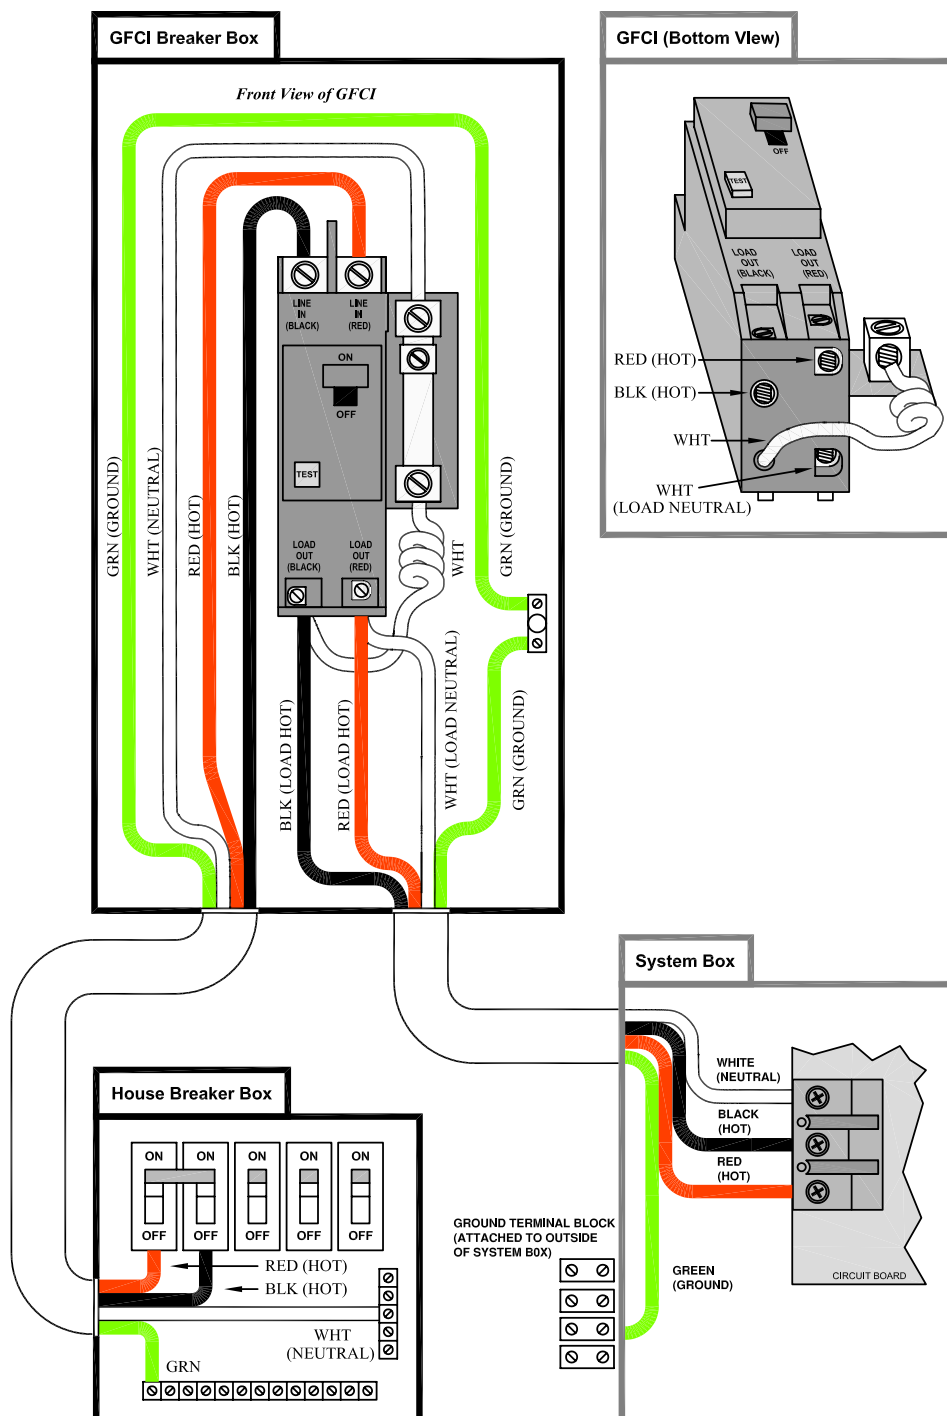 GFCI Breaker Box
Front View of GFCI
LINE
IN
(BLACK)
LINE
IN
(RED)
ON
OFF
TEST
LOAD
OUT
(BLACK)
LOAD
OUT
(RED)
GRN (GROUND)
WHT (NEUTRAL)
RED (HOT)
BLK (HOT)
WHT
GRN (GROUND)
BLK (LOAD HOT)
RED (LOAD HOT)
WHT (LOAD NEUTRAL)
GRN (GROUND)
GFCI (Bottom VIew)
OFF
TEST
LOAD
OUT
(BLACK)
LOAD
OUT
(RED)
RED (HOT)
BLK (HOT)
WHT
WHT
(LOAD NEUTRAL)
System Box
WHITE
(NEUTRAL)
BLACK
(HOT)
RED
(HOT)
GREEN
(GROUND)
CIRCUIT BOARD
GROUND TERMINAL BLOCK
(ATTACHED TO OUTSIDE
OF SYSTEM B0X)
House Breaker Box
ON ON ON ON ON
OFF OFF OFF OFF OFF
RED (HOT)
BLK (HOT)
WHT
(NEUTRAL)
GRN